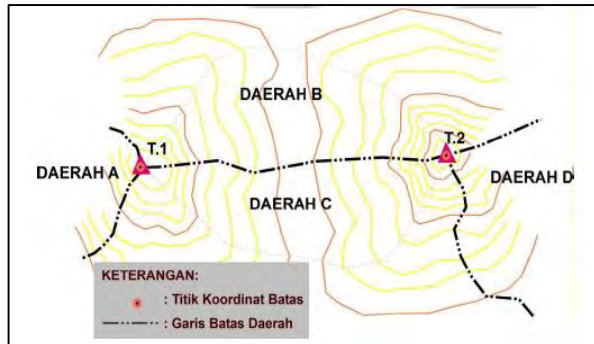 DAERAH B
T.1
T.2
DAERAH A
DAERAH D
DAERAH C
KETERANGAN:
: Titik Koordinat Batas
: Garis Batas Daerah